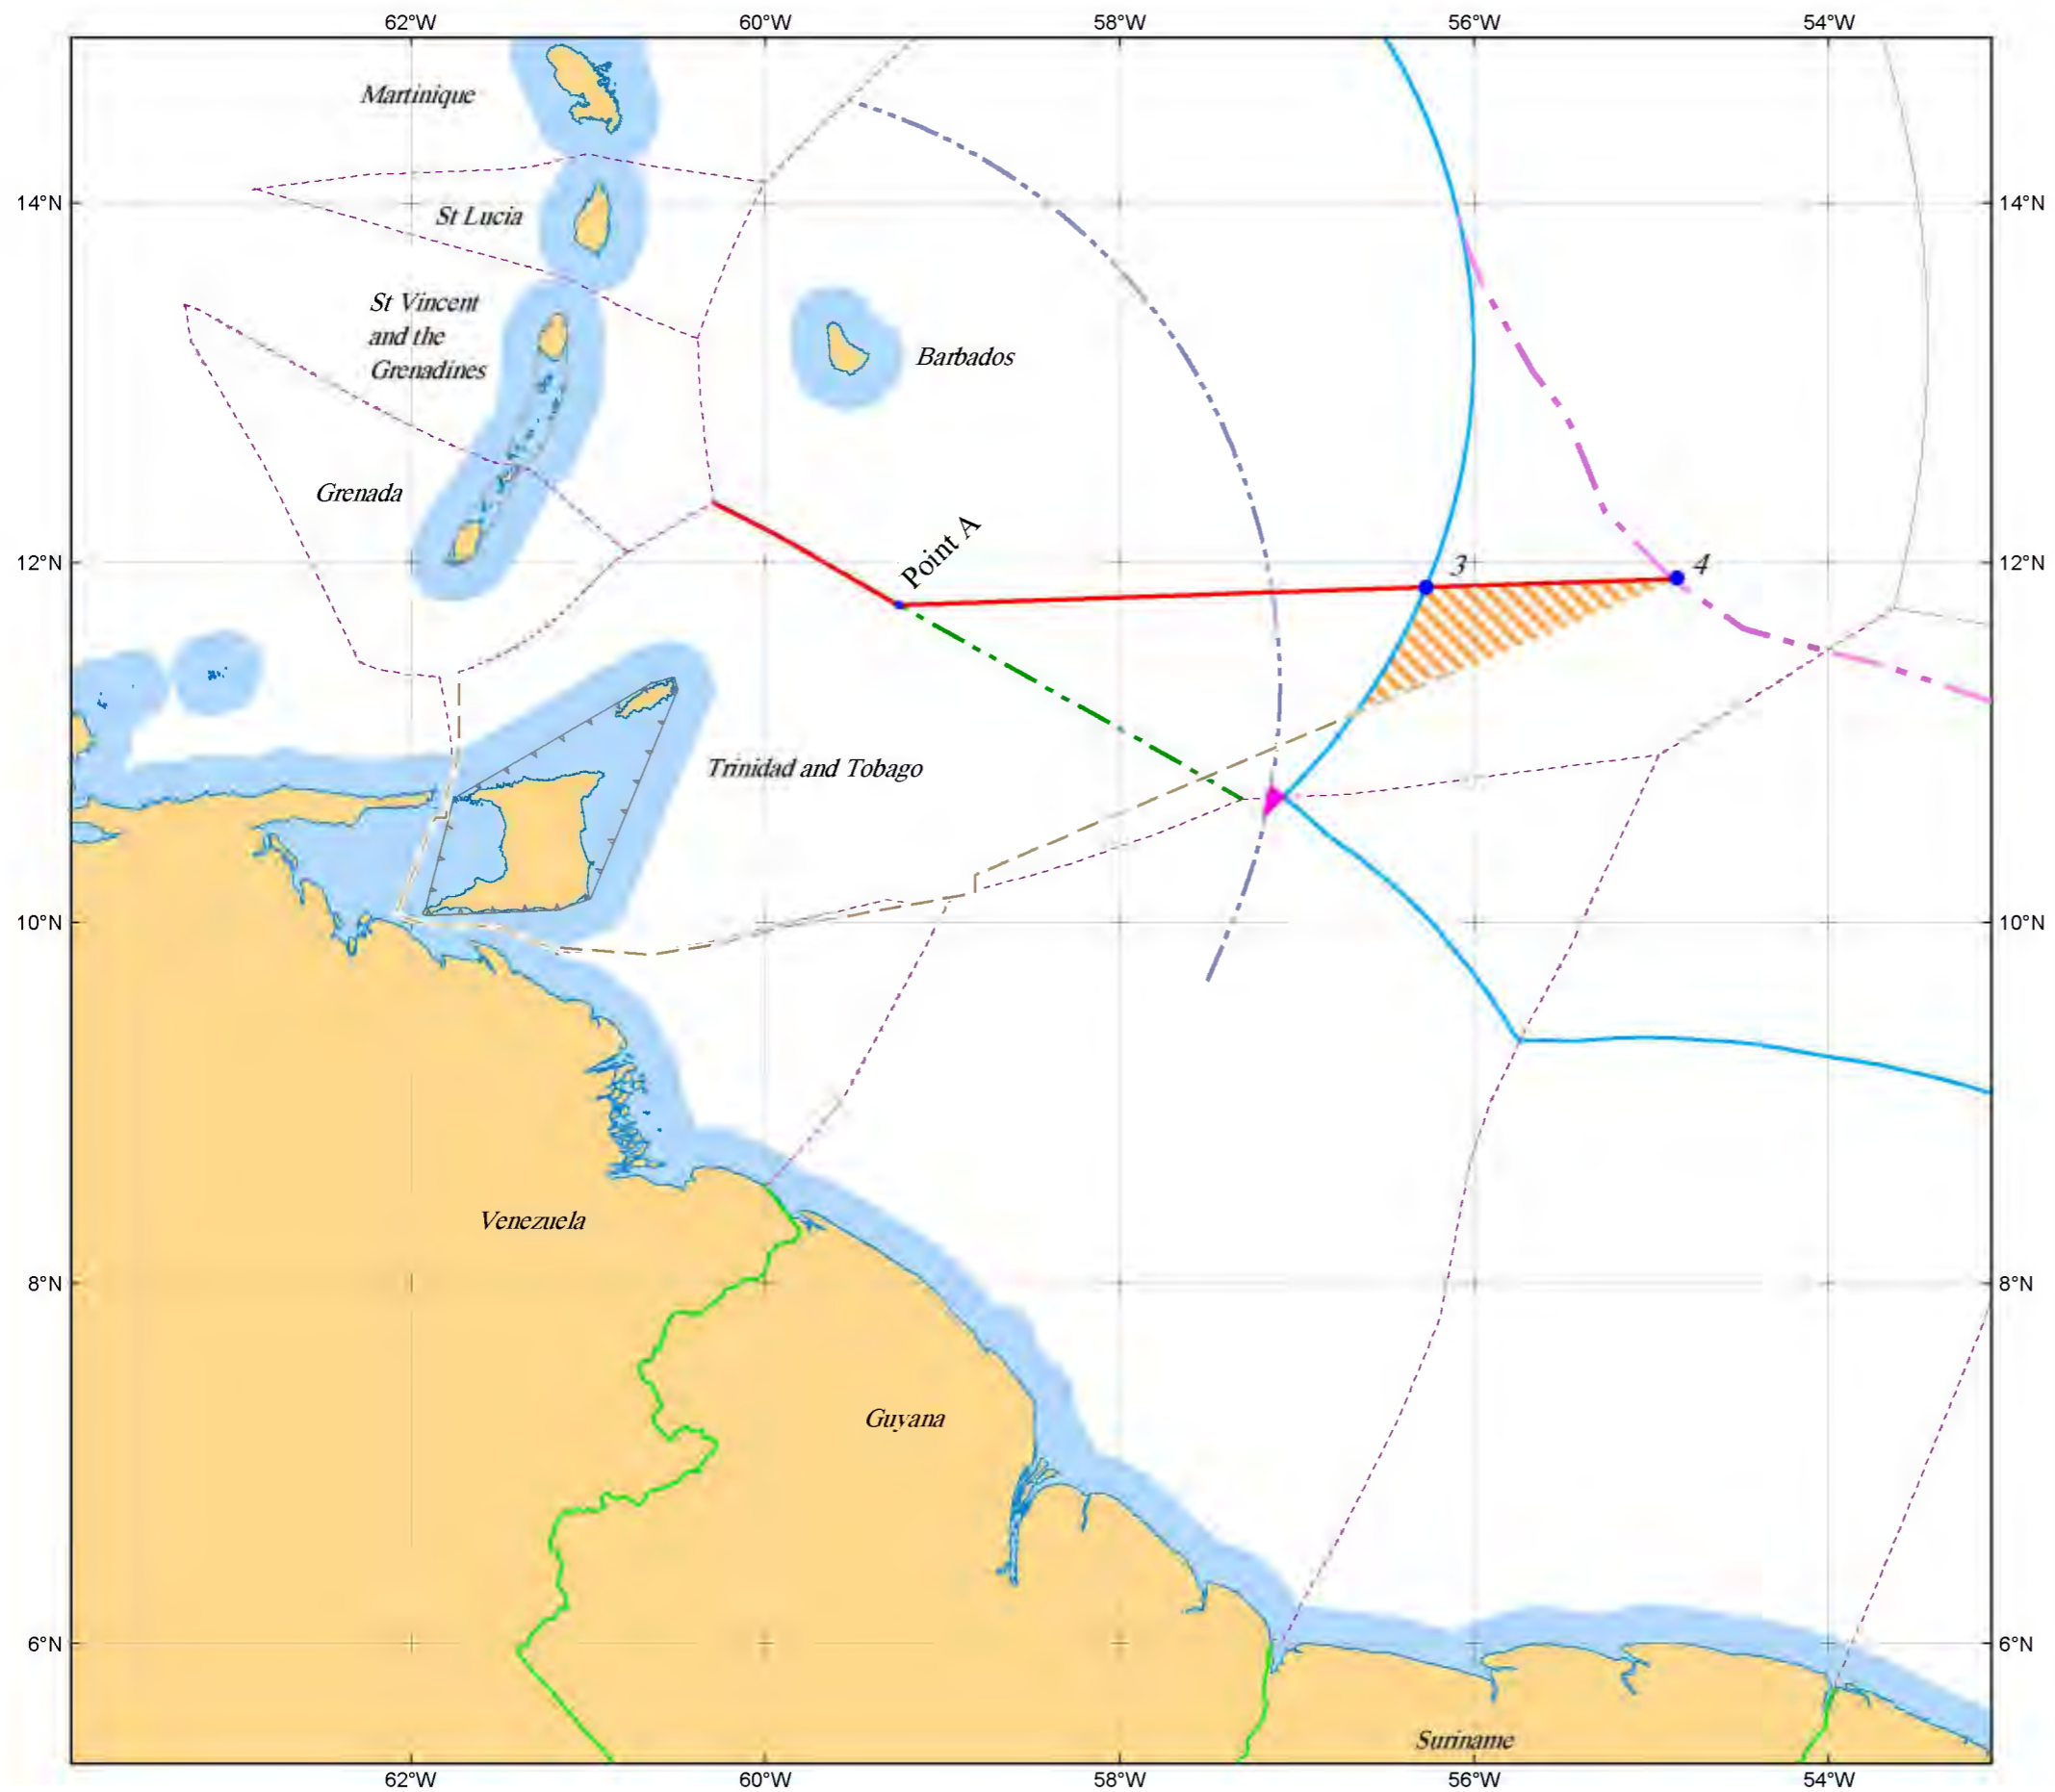 62°W 60°W 58°W 56°W 54°W
Martinique
14°N 14°N
St Lucia
St Vincent
and the
Grenadines
Barbados
Grenada
Point A
12°N 3 4 12°N
Trinidad and Tobago
10°N 10°N
Venezuela
8°N 8°N
Guyana
6°N 6°N
Suriname
62°W 60°W 58°W 56°W 54°W